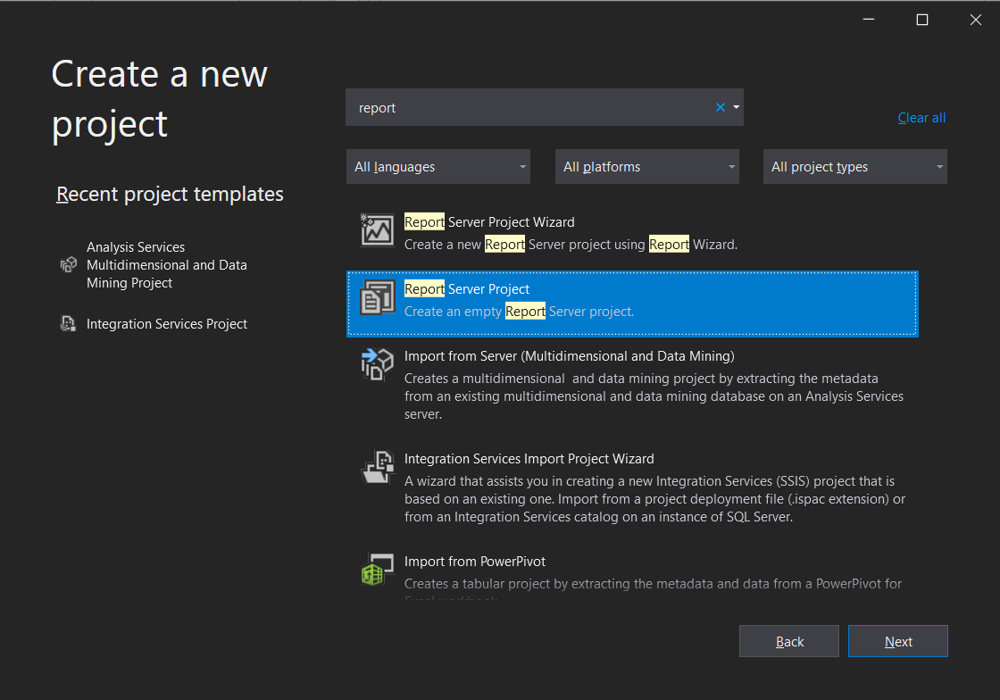 Create a new
project
Recent project templates
Analysis Services
Multidimensional and Data
Mining Project
Integration Services Project
report
Clear all
All languages
All platforms
All project types
Report Server Project Wizard
Create a new Report Server project using Report Wizard.
Report Server Project
Create an empty Report Server project.
Import from Server (Multidimensional and Data Mining)
Creates a multidimensional  and data mining project by extracting the metadata
from an existing multidimensional and data mining database on an Analysis Services
server.
Integration Services Import Project Wizard
A wizard that assists you in creating a new Integration Services (SSIS) project that is
based on an existing one. Import from a project deployment file (.ispac extension) or
from an Integration Services catalog on an instance of SQL Server.
Import from PowerPivot
Creates a tabular project by extracting the metadata and data from a PowerPivot for
Excel workbook.
Back
Next